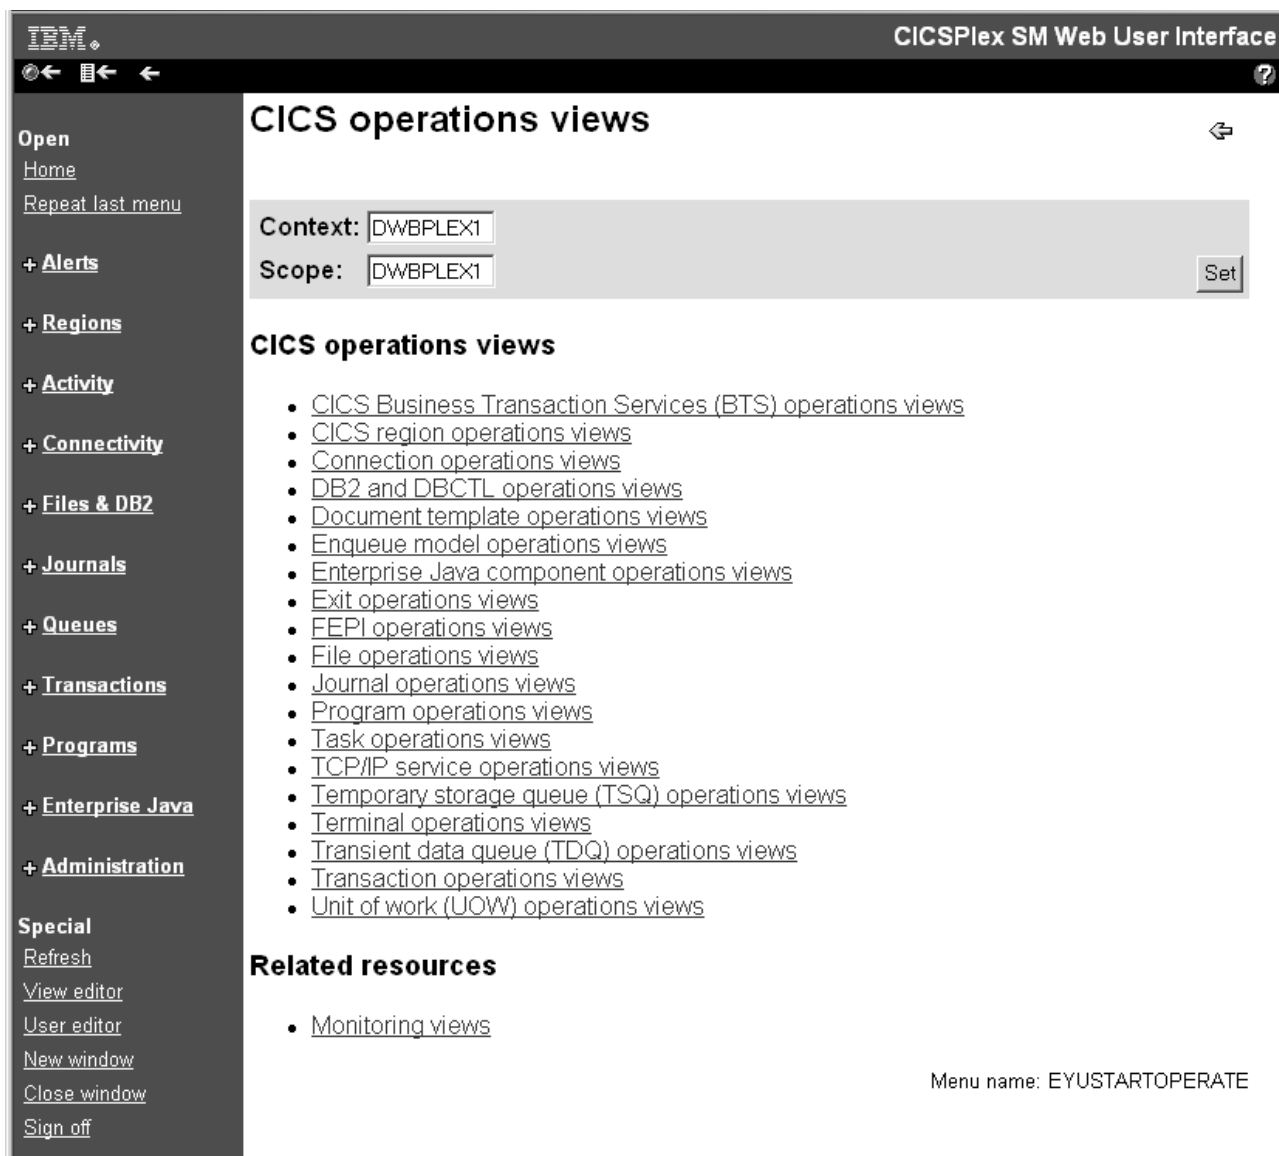 IBM
CICSPlex SM Web User Interface
?
Open
Home
Repeat last menu
+ Alerts
+ Regions
+ Activity
+ Connectivity
+ Files & DB2
+ Journals
+ Queues
+ Transactions
+ Programs
+ Enterprise Java
+ Administration
Special
Refresh
View editor
User editor
New window
Close window
Sign off
CICS operations views
Context: DWBPLEX1
Scope: DWBPLEX1
Set
CICS operations views
• CICS Business Transaction Services (BTS) operations views
• CICS region operations views
• Connection operations views
• DB2 and DBCTL operations views
• Document template operations views
• Enqueue model operations views
• Enterprise Java component operations views
• Exit operations views
• FEPI operations views
• File operations views
• Journal operations views
• Program operations views
• Task operations views
• TCP/IP service operations views
• Temporary storage queue (TSQ) operations views
• Terminal operations views
• Transient data queue (TDQ) operations views
• Transaction operations views
• Unit of work (UOW) operations views
Related resources
• Monitoring views
Menu name: EYUSTARTOPERATE